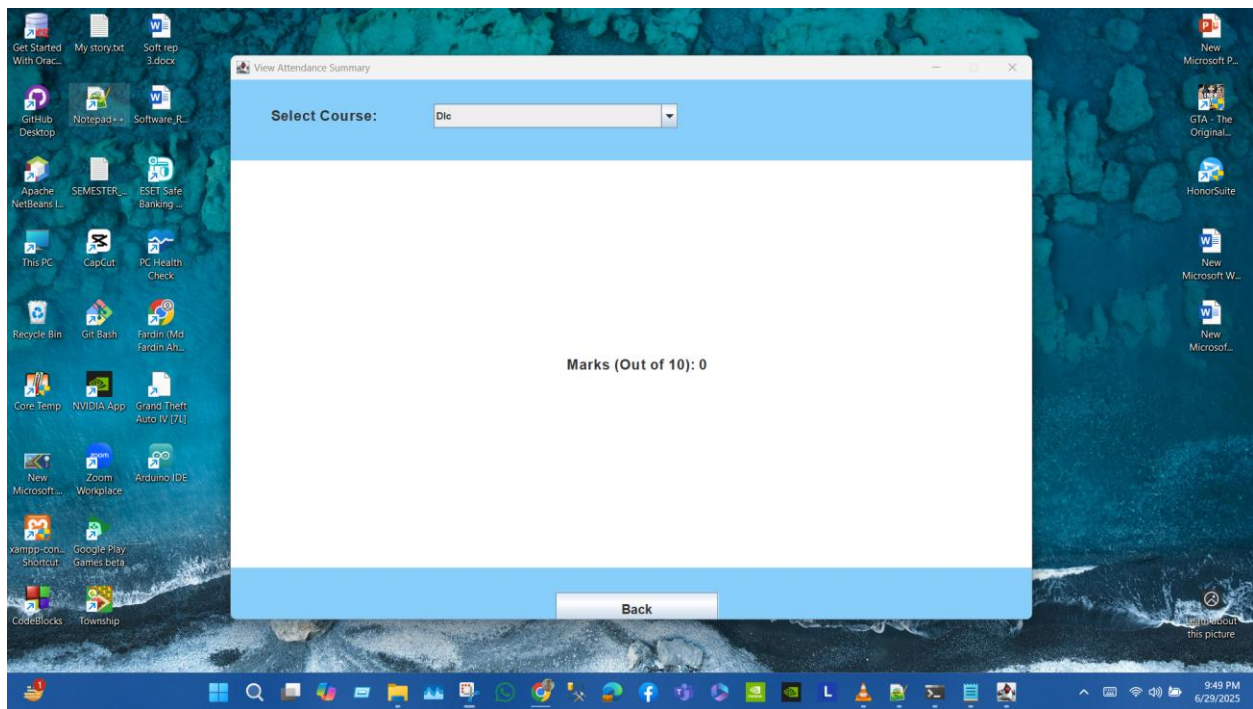 Get Started
With Orac...
My story.txt
Soft rep
3.docx
New
Microsoft P...
View Attendance Summary
Select Course:
Dlc
GitHub
Desktop
Notepad++
Software_R...
GTA - The
Original...
Apache
NetBeans I...
SEMESTER_...
ESET Safe
Banking ...
HonorSuite
This PC
CapCut
PC Health
Check
New
Microsoft W...
Recycle Bin
Git Bash
Fardin (Md
Fardin Ah...
New
Microsof...
Marks (Out of 10): 0
Core Temp
NVIDIA App
Grand Theft
Auto IV [7L]
New
Microsoft ...
Zoom
Workplace
Arduino IDE
xampp-con...
- Shortcut
Google Play
Games beta
CodeBlocks
Township
Back
Learn about
this picture
9:49 PM
6/29/2025